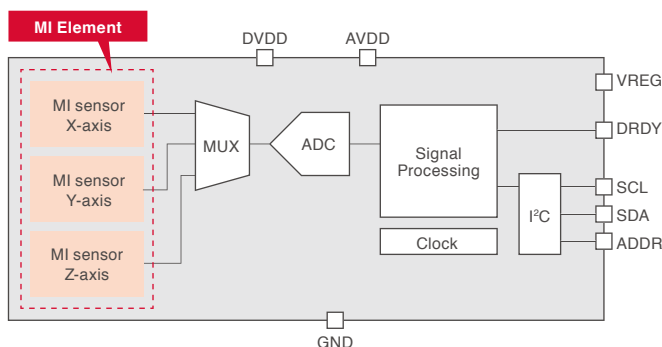 MI Element
DVDD
AVDD
VREG
MI sensor
X-axis
MUX
ADC
Signal
Processing
DRDY
MI sensor
Y-axis
SCL
I²C
SDA
Clock
ADDR
MI sensor
Z-axis
GND